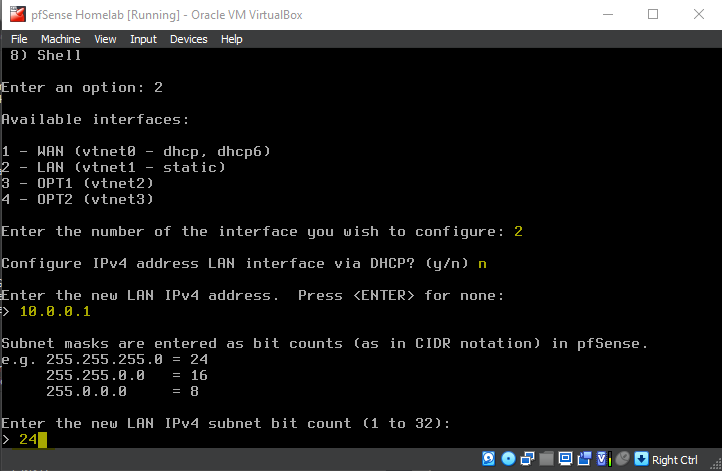 pfSense Homelab [Running] - Oracle VM VirtualBox
File Machine View Input Devices Help
8) Shell
Enter an option: 2
Available interfaces:
1 - WAN (vtnet0 - dhcp, dhcp6)
2 - LAN (vtnet1 - static)
3 - OPT1 (vtnet2)
4 - OPT2 (vtnet3)
Enter the number of the interface you wish to configure: 2
Configure IPv4 address LAN interface via DHCP? (y/n) n
Enter the new LAN IPv4 address.  Press <ENTER> for none:
> 10.0.0.1
Subnet masks are entered as bit counts (as in CIDR notation) in pfSense.
e.g. 255.255.255.0 = 24
255.255.0.0   = 16
255.0.0.0     = 8
Enter the new LAN IPv4 subnet bit count (1 to 32):
> 24
Right Ctrl